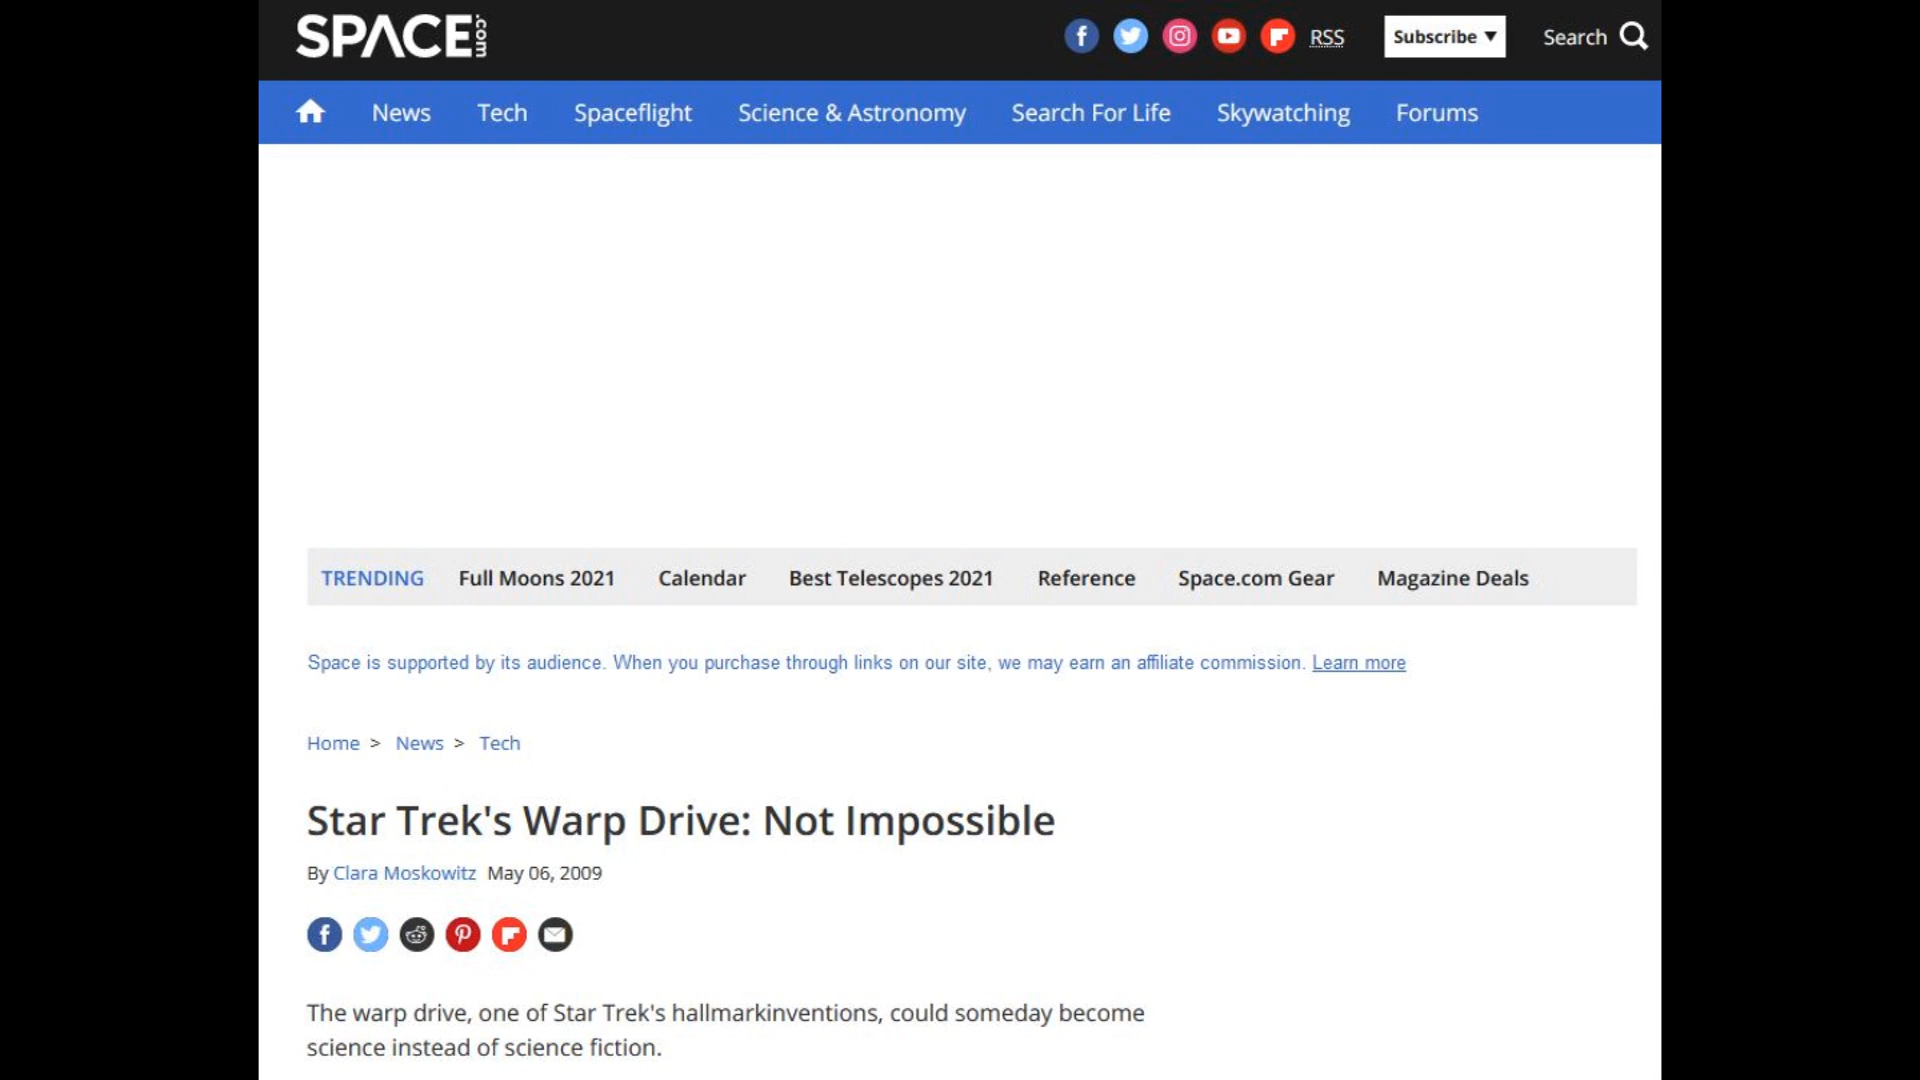 SPACE.com
RSS
Subscribe ▼
Search
News
Tech
Spaceflight
Science & Astronomy
Search For Life
Skywatching
Forums
TRENDING
Full Moons 2021
Calendar
Best Telescopes 2021
Reference
Space.com Gear
Magazine Deals
Space is supported by its audience. When you purchase through links on our site, we may earn an affiliate commission. Learn more
Home > News > Tech
Star Trek's Warp Drive: Not Impossible
By Clara Moskowitz May 06, 2009
The warp drive, one of Star Trek's hallmarkinventions, could someday become
science instead of science fiction.